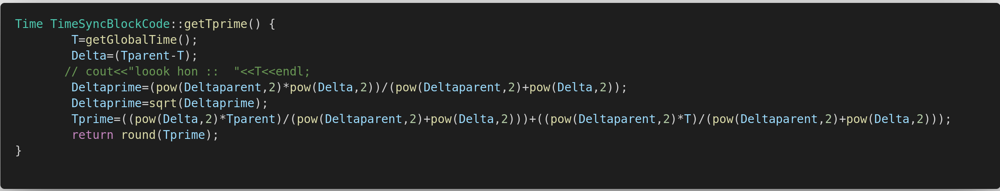 Time TimeSyncBlockCode::getTprime() {
        T=getGlobalTime();
        Delta=(Tparent-T);
       // cout<<"loook hon ::  "<<T<<endl;
        Deltaprime=(pow(Deltaparent,2)*pow(Delta,2))/(pow(Deltaparent,2)+pow(Delta,2));
        Deltaprime=sqrt(Deltaprime);
        Tprime=((pow(Delta,2)*Tparent)/(pow(Deltaparent,2)+pow(Delta,2)))+((pow(Deltaparent,2)*T)/(pow(Deltaparent,2)+pow(Delta,2)));
        return round(Tprime);
}